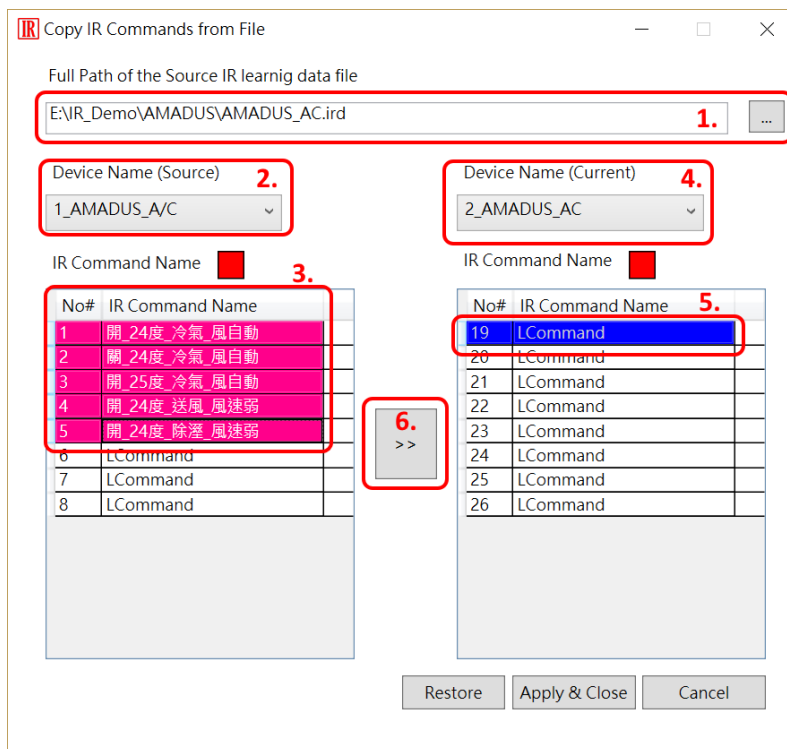 IR Copy IR Commands from File
Full Path of the Source IR learnig data file
E:\IR_Demo\AMADUS\AMADUS_AC.ird
1.
...
Device Name (Source)
2.
1_AMADUS_A/C
Device Name (Current)
4.
2_AMADUS_AC
IR Command Name
3.
No# IR Command Name
1 開_24度_冷氣_風自動
2 關_24度_冷氣_風自動
3 開_25度_冷氣_風自動
4 開_24度_送風_風速弱
5 開_24度_除溼_風速弱
6 LCommand
7 LCommand
8 LCommand
6.
>>
IR Command Name
5.
No# IR Command Name
19 LCommand
20 LCommand
21 LCommand
22 LCommand
23 LCommand
24 LCommand
25 LCommand
26 LCommand
Restore Apply & Close Cancel